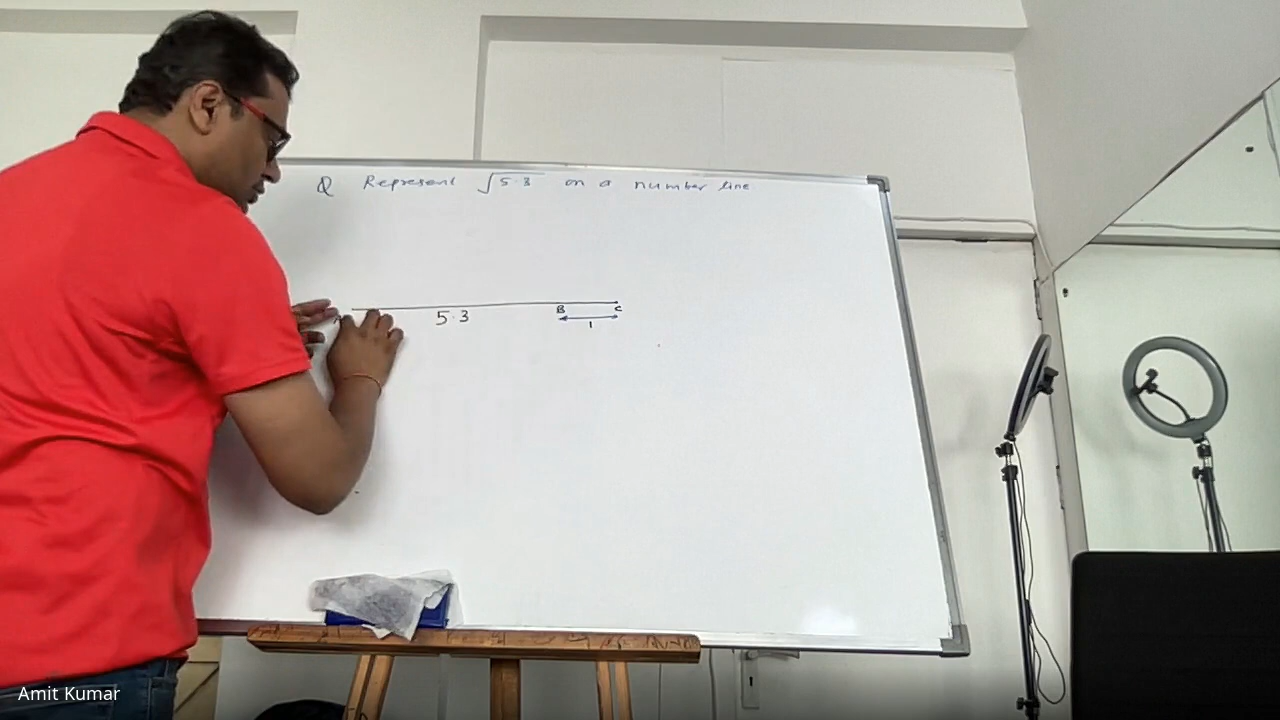 Q Represent √5.3 on a number line.
B C
5.3
1
Amit Kumar